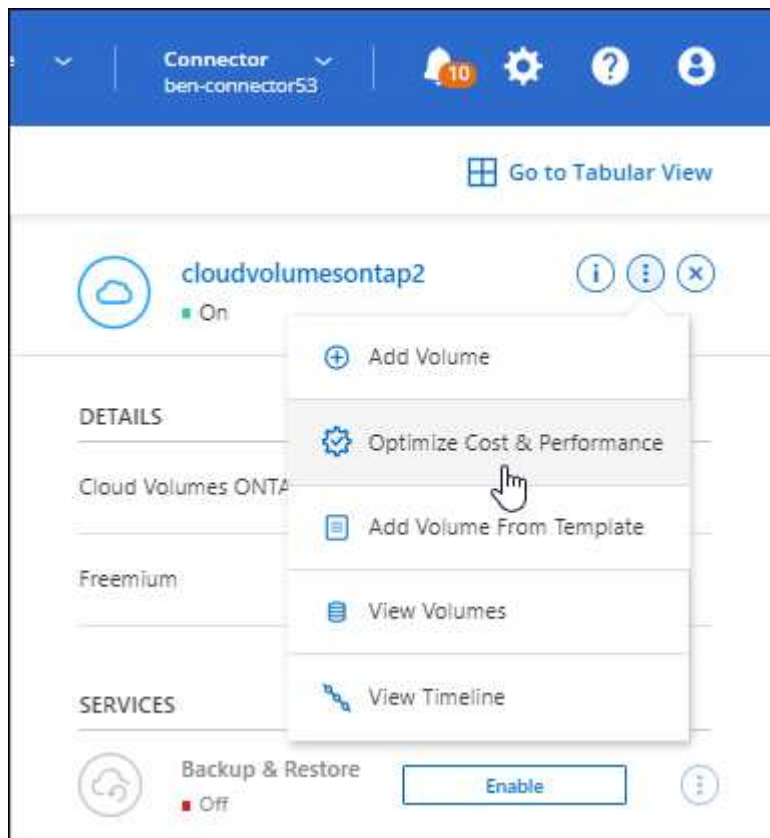 Connector
ben-connector53
10
Go to Tabular View
cloudvolumesontap2
On
Add Volume
DETAILS
Optimize Cost & Performance
Cloud Volumes ONTA
Add Volume From Template
Freemium
View Volumes
View Timeline
SERVICES
Backup & Restore
Off
Enable